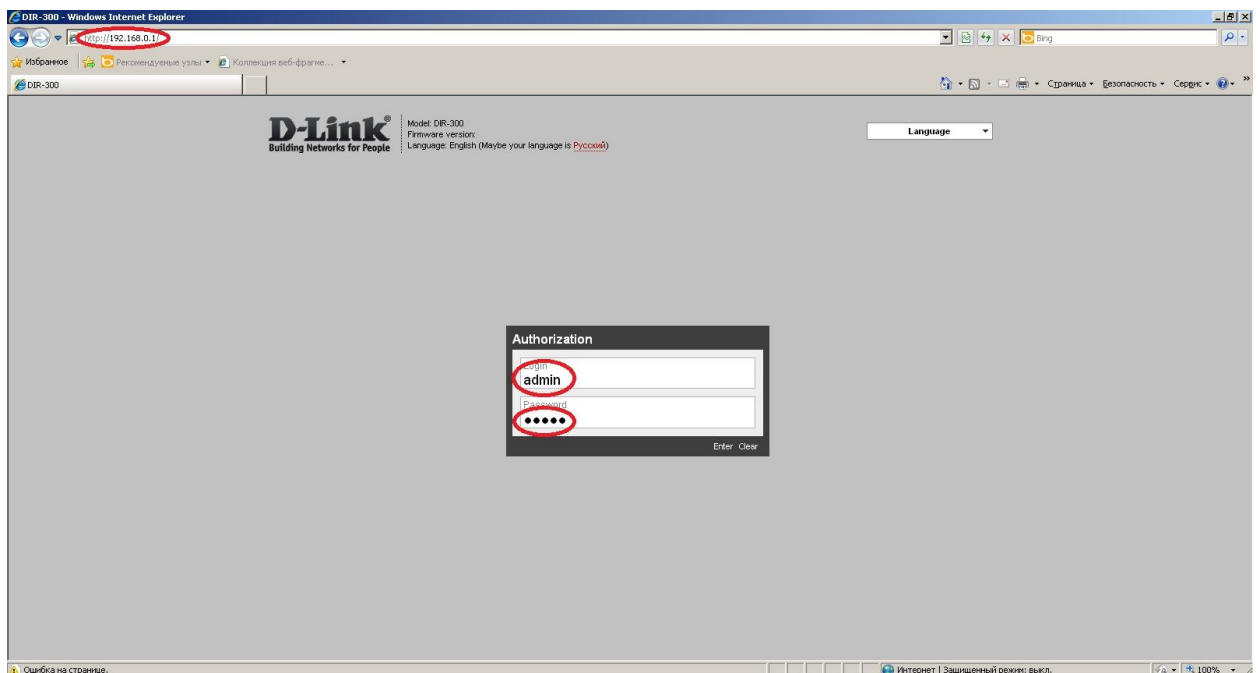 DIR-300 - Windows Internet Explorer
http://192.168.0.1/
Bing
Избранное
Рекомендуемые узлы
Коллекция веб-фрагме...
DIR-300
Страница
Безопасность
Сервис
»
D-Link®
Building Networks for People
Model: DIR-300
Firmware version:
Language: English (Maybe your language is Русский)
Language
Authorization
Login
admin
Password
●●●●●
Enter Clear
Ошибка на странице.
Интернет | Защищенный режим: выкл.
100%